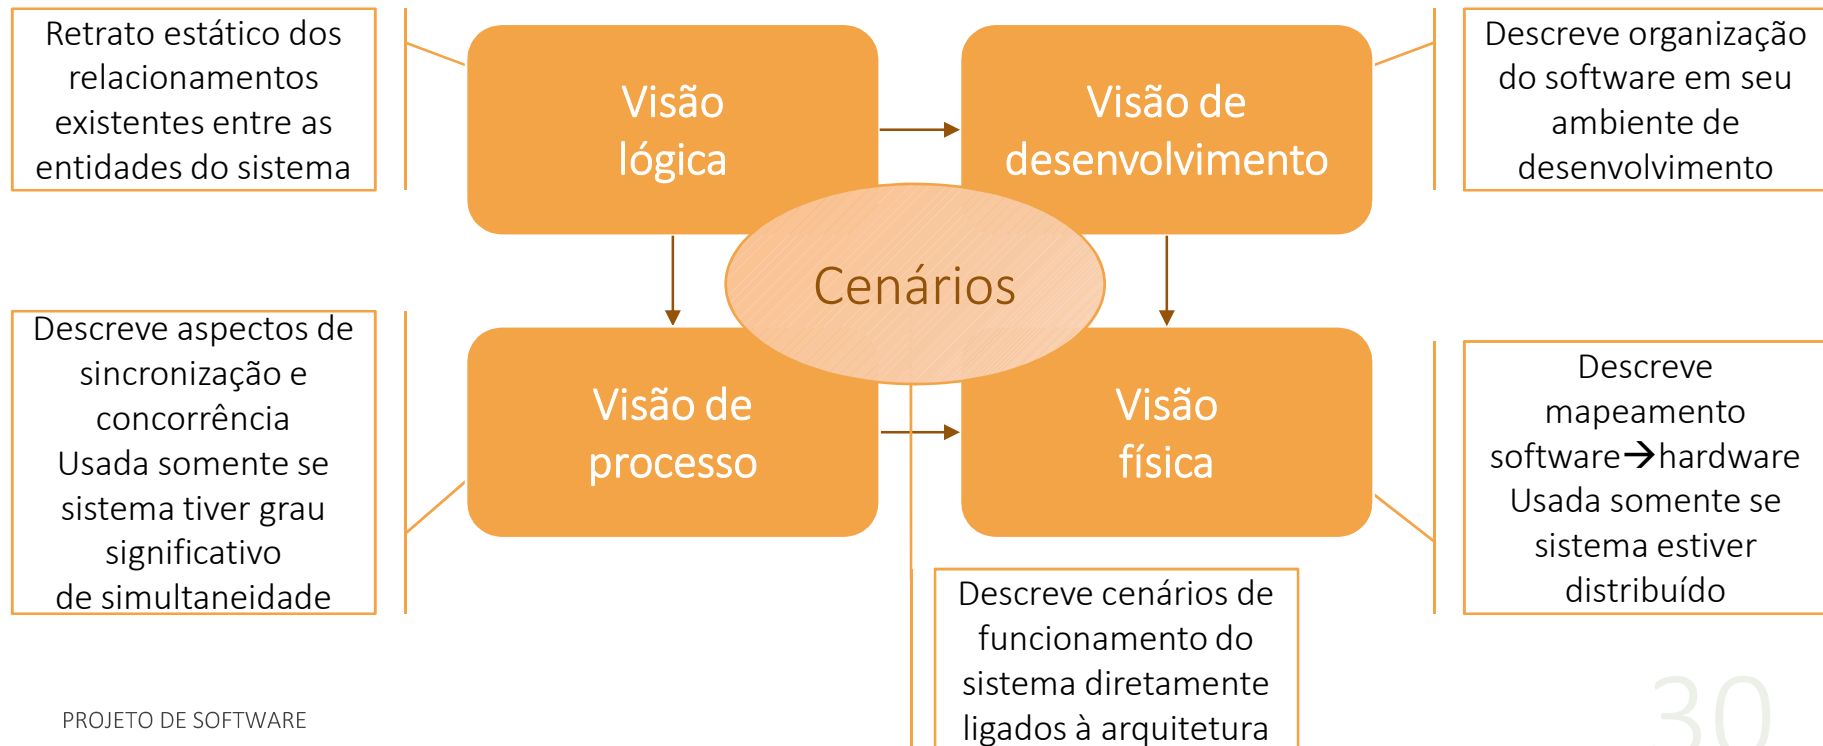 Retrato estático dos
relacionamentos
existentes entre as
entidades do sistema
Visão
lógica
Visão de
desenvolvimento
Descreve organização
do software em seu
ambiente de
desenvolvimento
Cenários
Descreve aspectos de
sincronização e
concorrência
Usada somente se
sistema tiver grau
significativo
de simultaneidade
Visão de
processo
Visão
física
Descreve
mapeamento
software→hardware
Usada somente se
sistema estiver
distribuído
Descreve cenários de
funcionamento do
sistema diretamente
ligados à arquitetura
PROJETO DE SOFTWARE
30